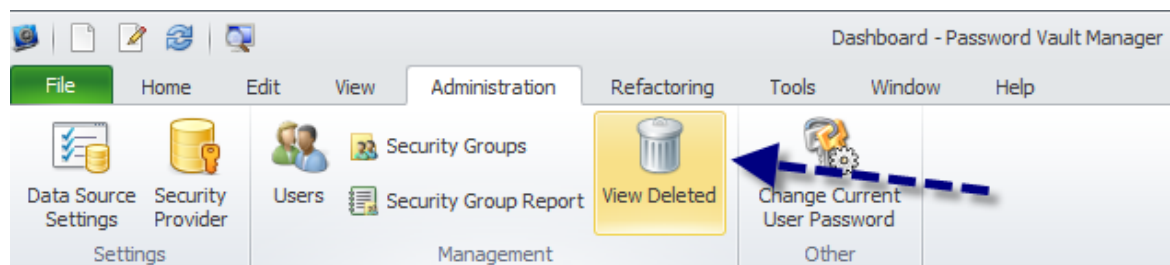 Dashboard - Password Vault Manager
File Home Edit View Administration Refactoring Tools Window Help
Data Source Settings
Security Provider
Users
Security Groups
Security Group Report
View Deleted
Change Current User Password
Settings
Management
Other